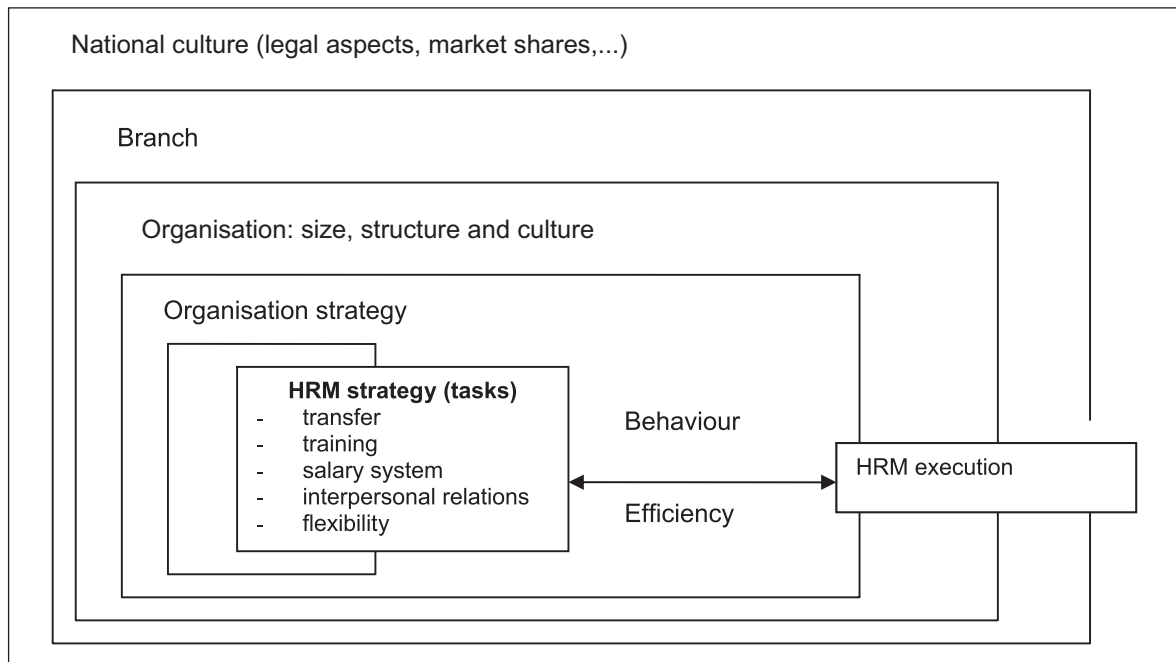 National culture (legal aspects, market shares,...)
Branch
Organisation: size, structure and culture
Organisation strategy
HRM strategy (tasks)
- transfer
- training
- salary system
- interpersonal relations
- flexibility
Behaviour
Efficiency
HRM execution